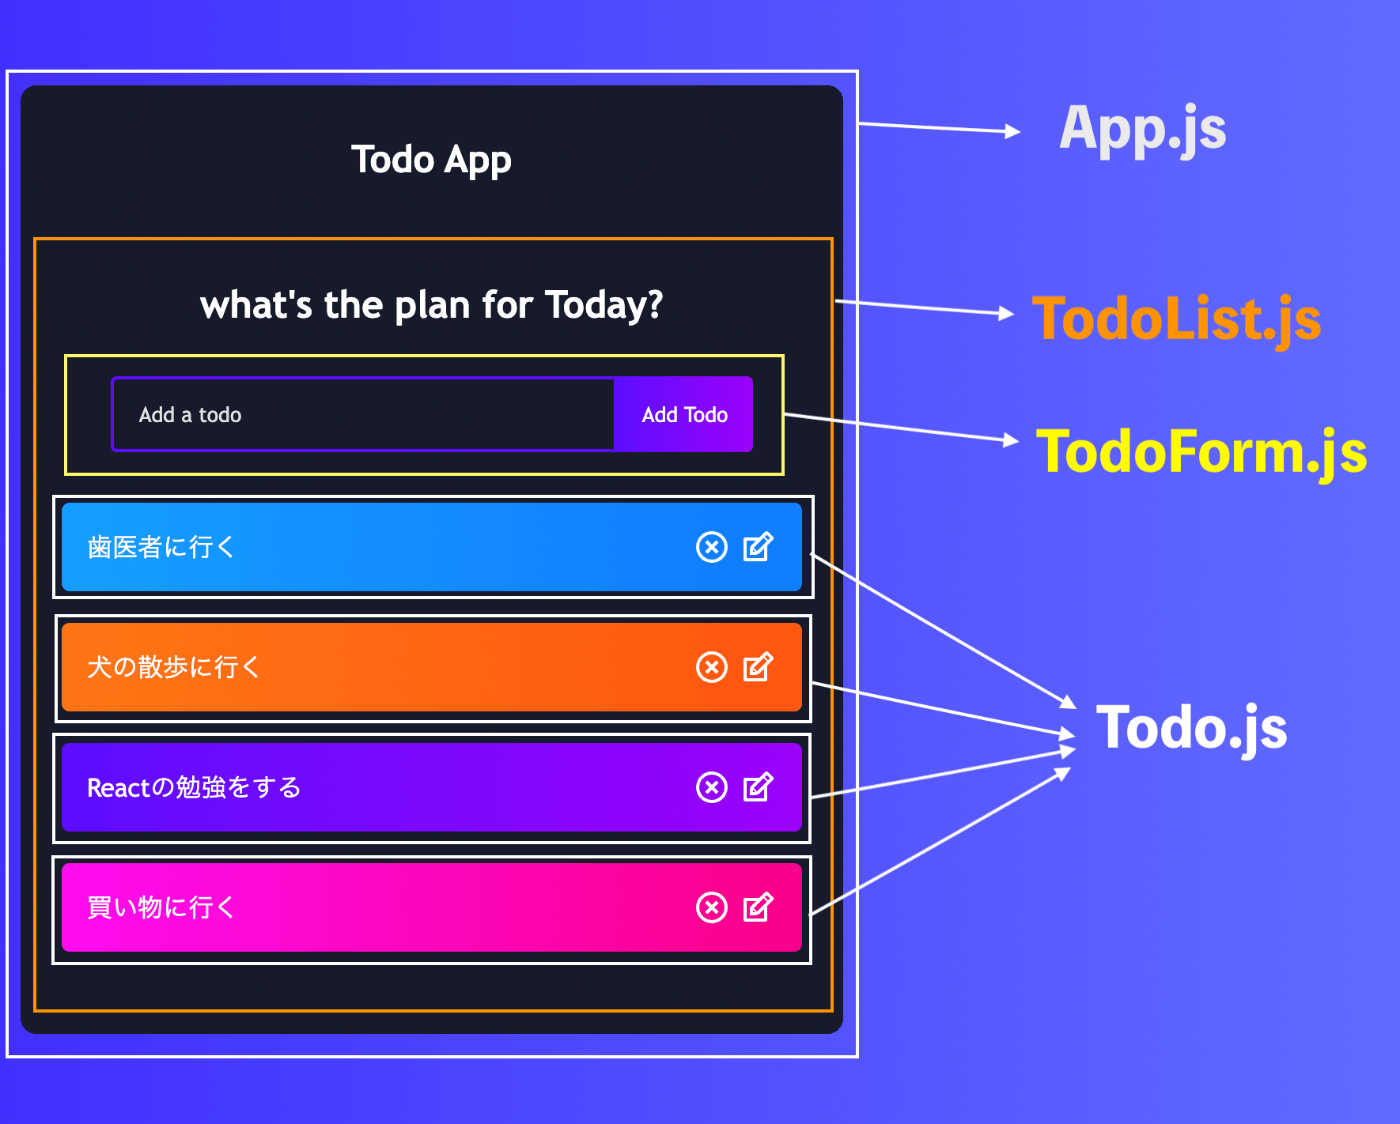 Todo App
App.js
what's the plan for Today?
TodoList.js
Add a todo
Add Todo
TodoForm.js
歯医者に行く
犬の散歩に行く
Todo.js
Reactの勉強をする
買い物に行く